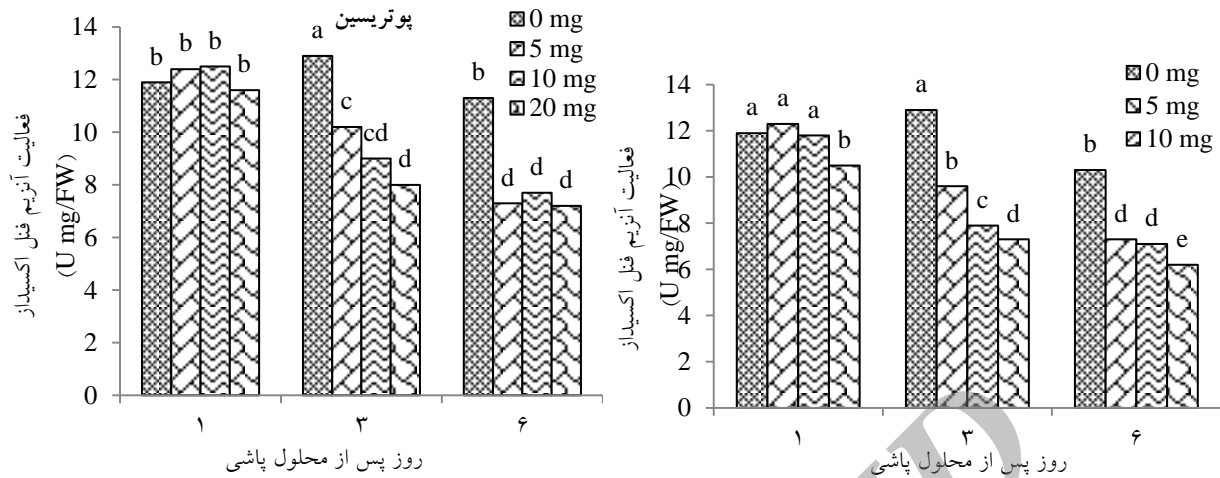 پوتریسین
0 mg
5 mg
10 mg
20 mg
14
12
10
8
6
4
2
0
b b b b
a c cd d
b d d d
فعالیت آنزیم فنل اکسیداز
(U mg/FW)
۱ ۳ ۶
روز پس از محلول پاشی
0 mg
5 mg
10 mg
14
12
10
8
6
4
2
0
a a a b
a b c d
b d d e
فعالیت آنزیم فنل اکسیداز
(U mg/FW)
۱ ۳ ۶
روز پس از محلول پاشی